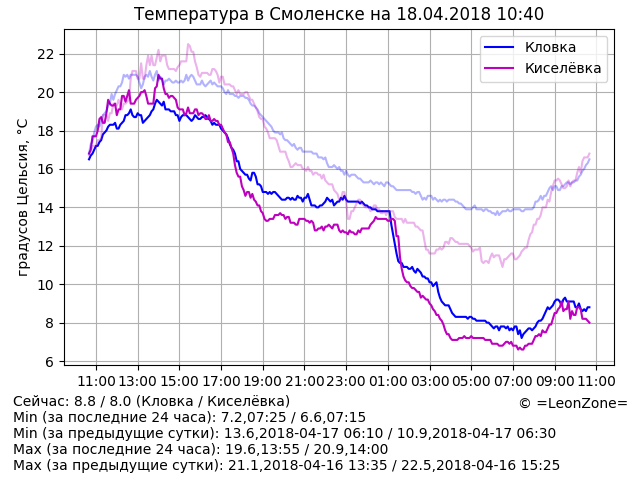 Температура в Смоленске на 18.04.2018 10:40
Кловка
Киселёвка
градусов Цельсия, °C
22
20
18
16
14
12
10
8
6
11:00 13:00 15:00 17:00 19:00 21:00 23:00 01:00 03:00 05:00 07:00 09:00 11:00
Сейчас: 8.8 / 8.0 (Кловка / Киселёвка)
© =LeonZone=
Min (за последние 24 часа): 7.2,07:25 / 6.6,07:15
Min (за предыдущие сутки): 13.6,2018-04-17 06:10 / 10.9,2018-04-17 06:30
Max (за последние 24 часа): 19.6,13:55 / 20.9,14:00
Max (за предыдущие сутки): 21.1,2018-04-16 13:35 / 22.5,2018-04-16 15:25